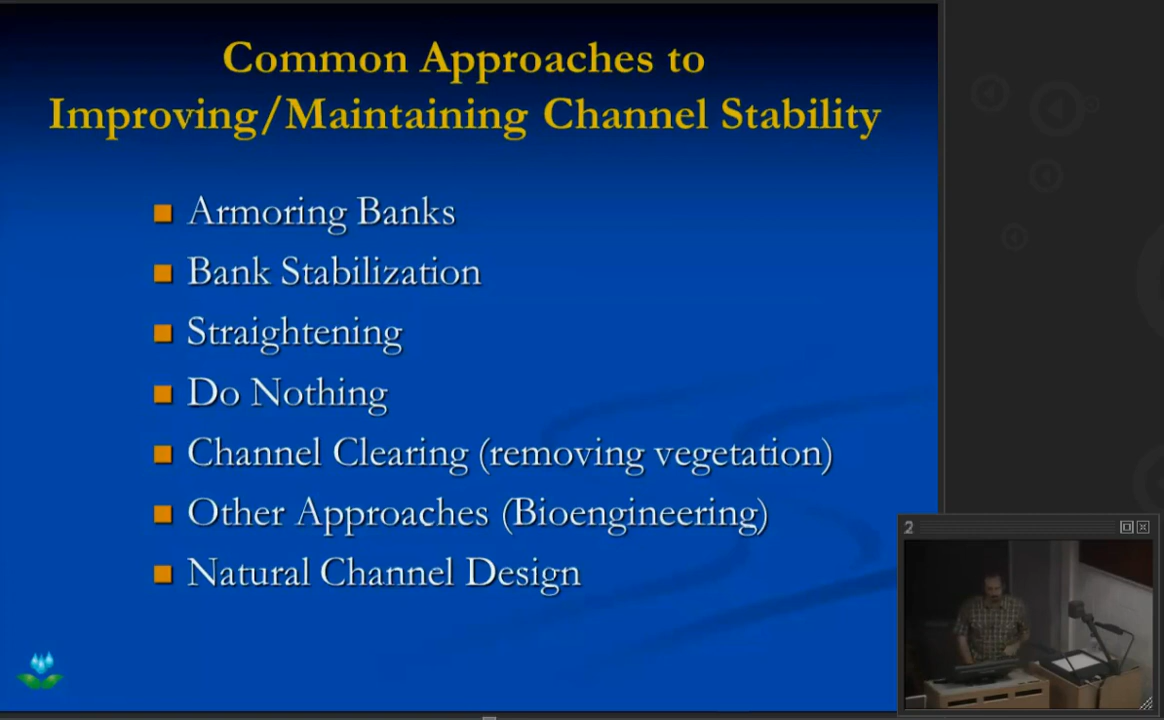 Common Approaches to
Improving/Maintaining Channel Stability
Armoring Banks
Bank Stabilization
Straightening
Do Nothing
Channel Clearing (removing vegetation)
Other Approaches (Bioengineering)
Natural Channel Design
2